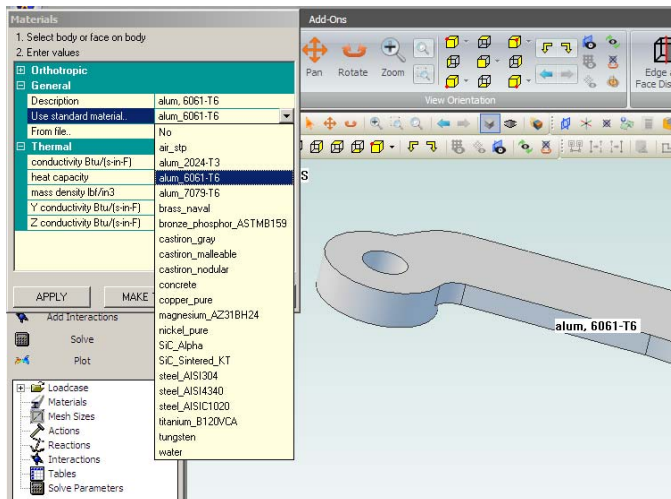 Materials
1. Select body or face on body
2. Enter values
Orthotropic
General
Description alum, 6061-T6
Use standard material.. alum_6061-T6
From file..
No
air_stp
alum_2024-T3
alum_6061-T6
alum_7079-T6
brass_naval
bronze_phosphor_ASTMB159
castiron_gray
castiron_malleable
castiron_nodular
concrete
copper_pure
magnesium_AZ31BH24
nickel_pure
SiC_Alpha
SiC_Sintered_KT
steel_AISI304
steel_AISI4340
steel_AISIC1020
titanium_B120VCA
tungsten
water
Thermal
conductivity Btu/(s-in-F)
heat capacity
mass density lbf/in3
Y conductivity Btu/(s-in-F)
Z conductivity Btu/(s-in-F)
APPLY
MAKE
Add Interactions
Solve
Plot
Loadcase
Materials
Mesh Sizes
Actions
Reactions
Interactions
Tables
Solve Parameters
Add-Ons
Pan
Rotate
Zoom
View Orientation
Edge
Face Dis
S
alum, 6061-T6